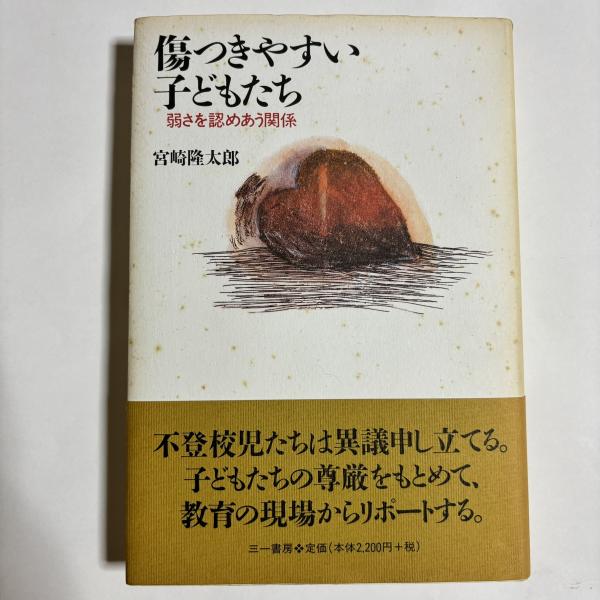 傷つきやすい
子どもたち
弱さを認めあう関係
宮崎隆太郎
不登校児たちは異議申し立てる。
子どもたちの尊厳をもとめて、
教育の現場からリポートする。
三一書房❖定価(本体2,200円+税)